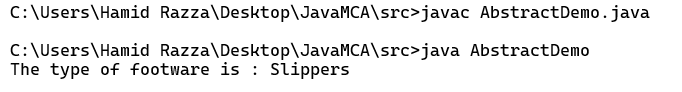 C:\Users\Hamid Razza\Desktop\JavaMCA\src>javac AbstractDemo.java
C:\Users\Hamid Razza\Desktop\JavaMCA\src>java AbstractDemo
The type of footware is : Slippers